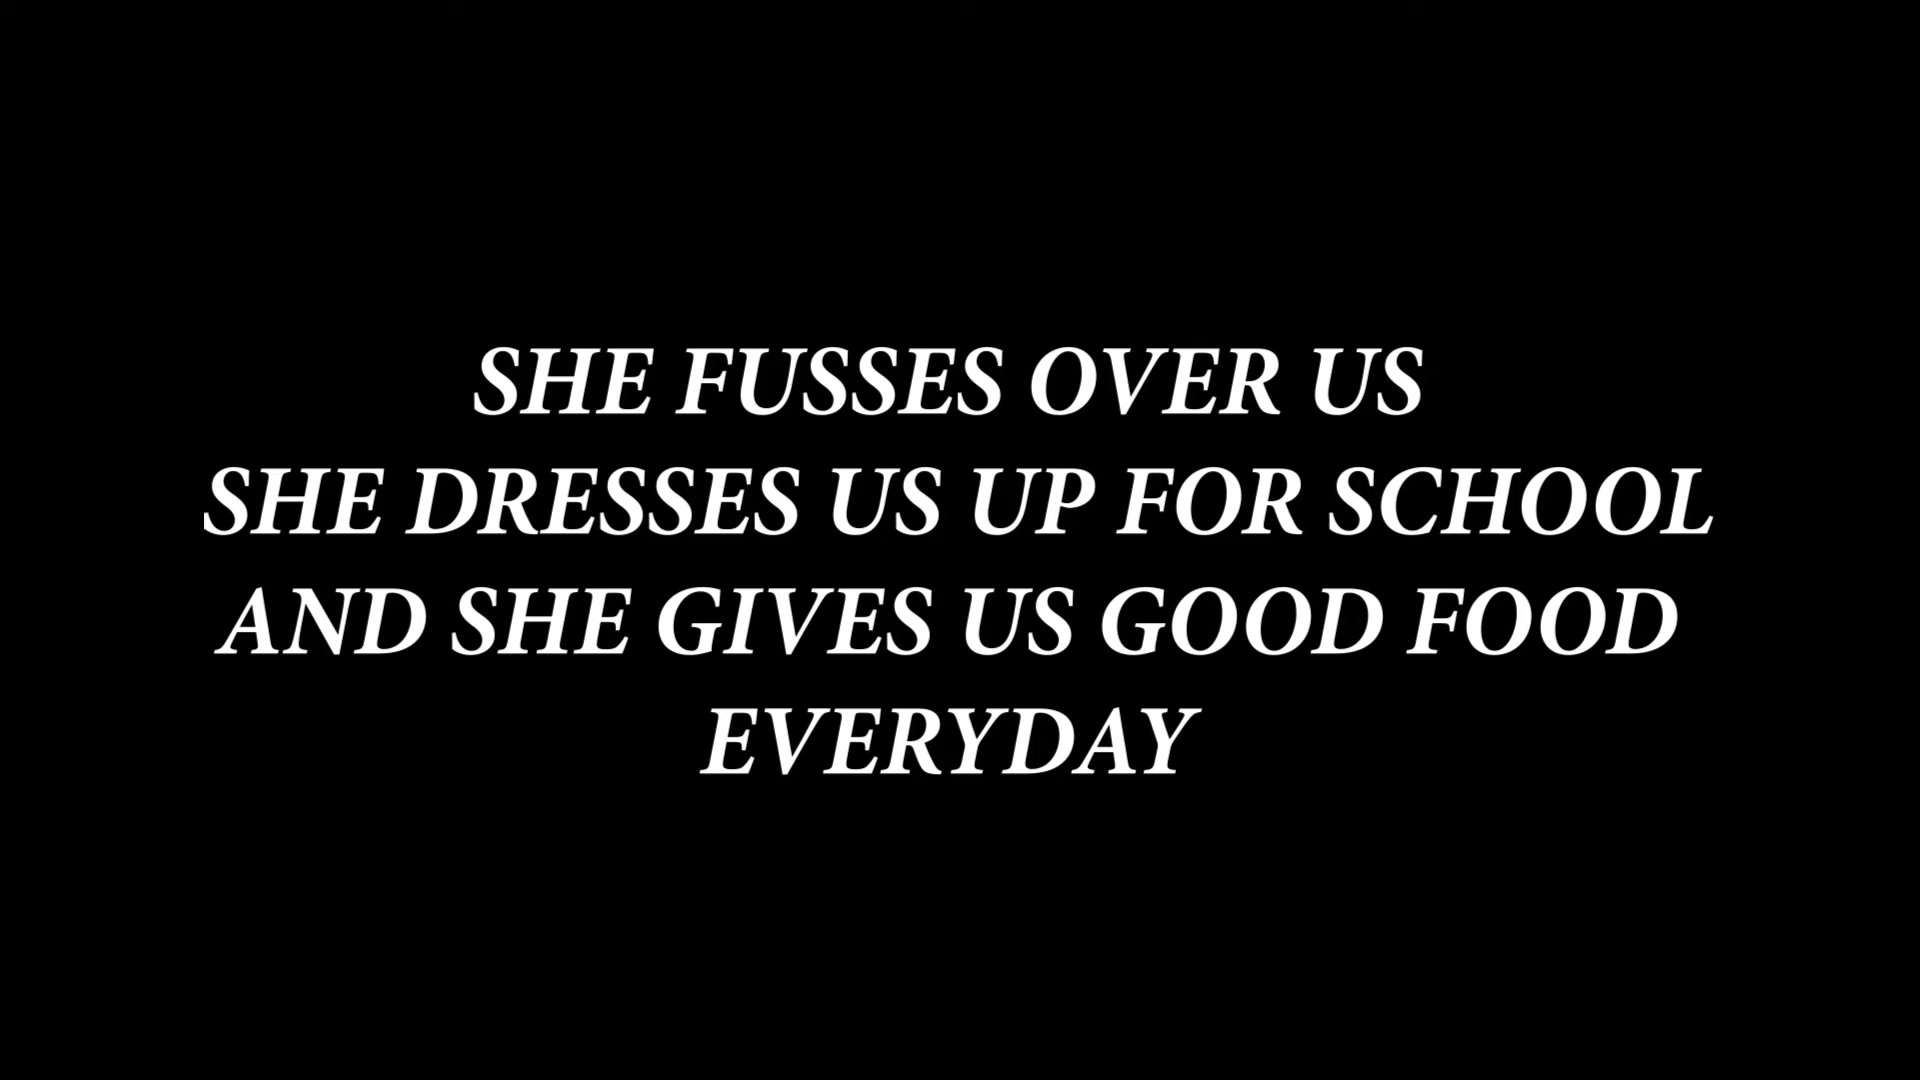 SHE FUSSES OVER US
SHE DRESSES US UP FOR SCHOOL
AND SHE GIVES US GOOD FOOD
EVERYDAY